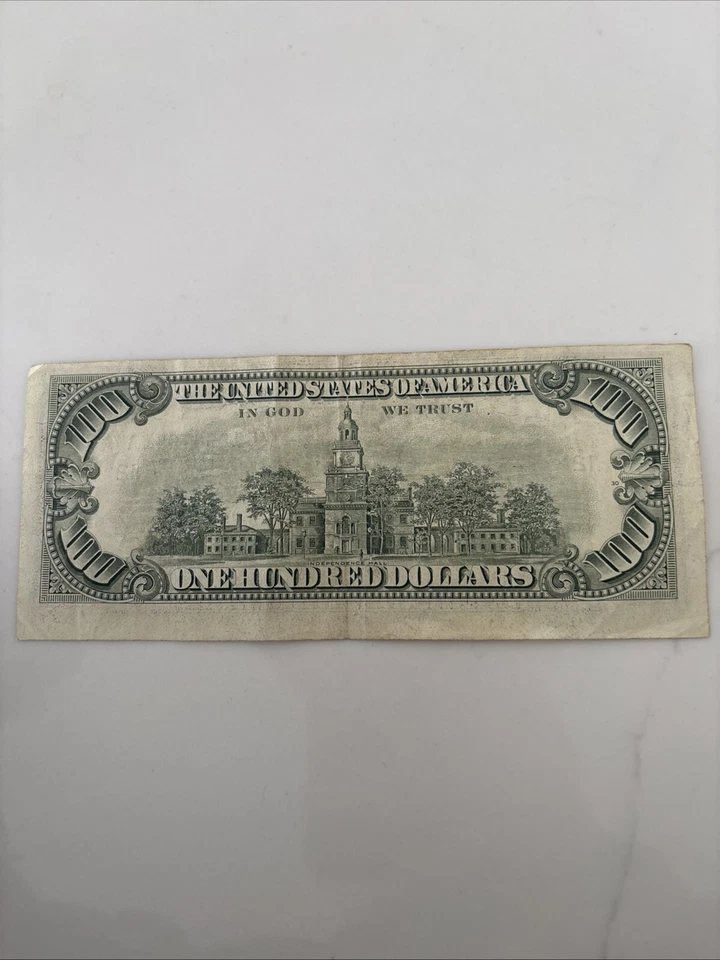 THE UNITED STATES OF AMERICA
IN GOD WE TRUST
100
100
INDEPENDENCE HALL
100
100
ONE HUNDRED DOLLARS